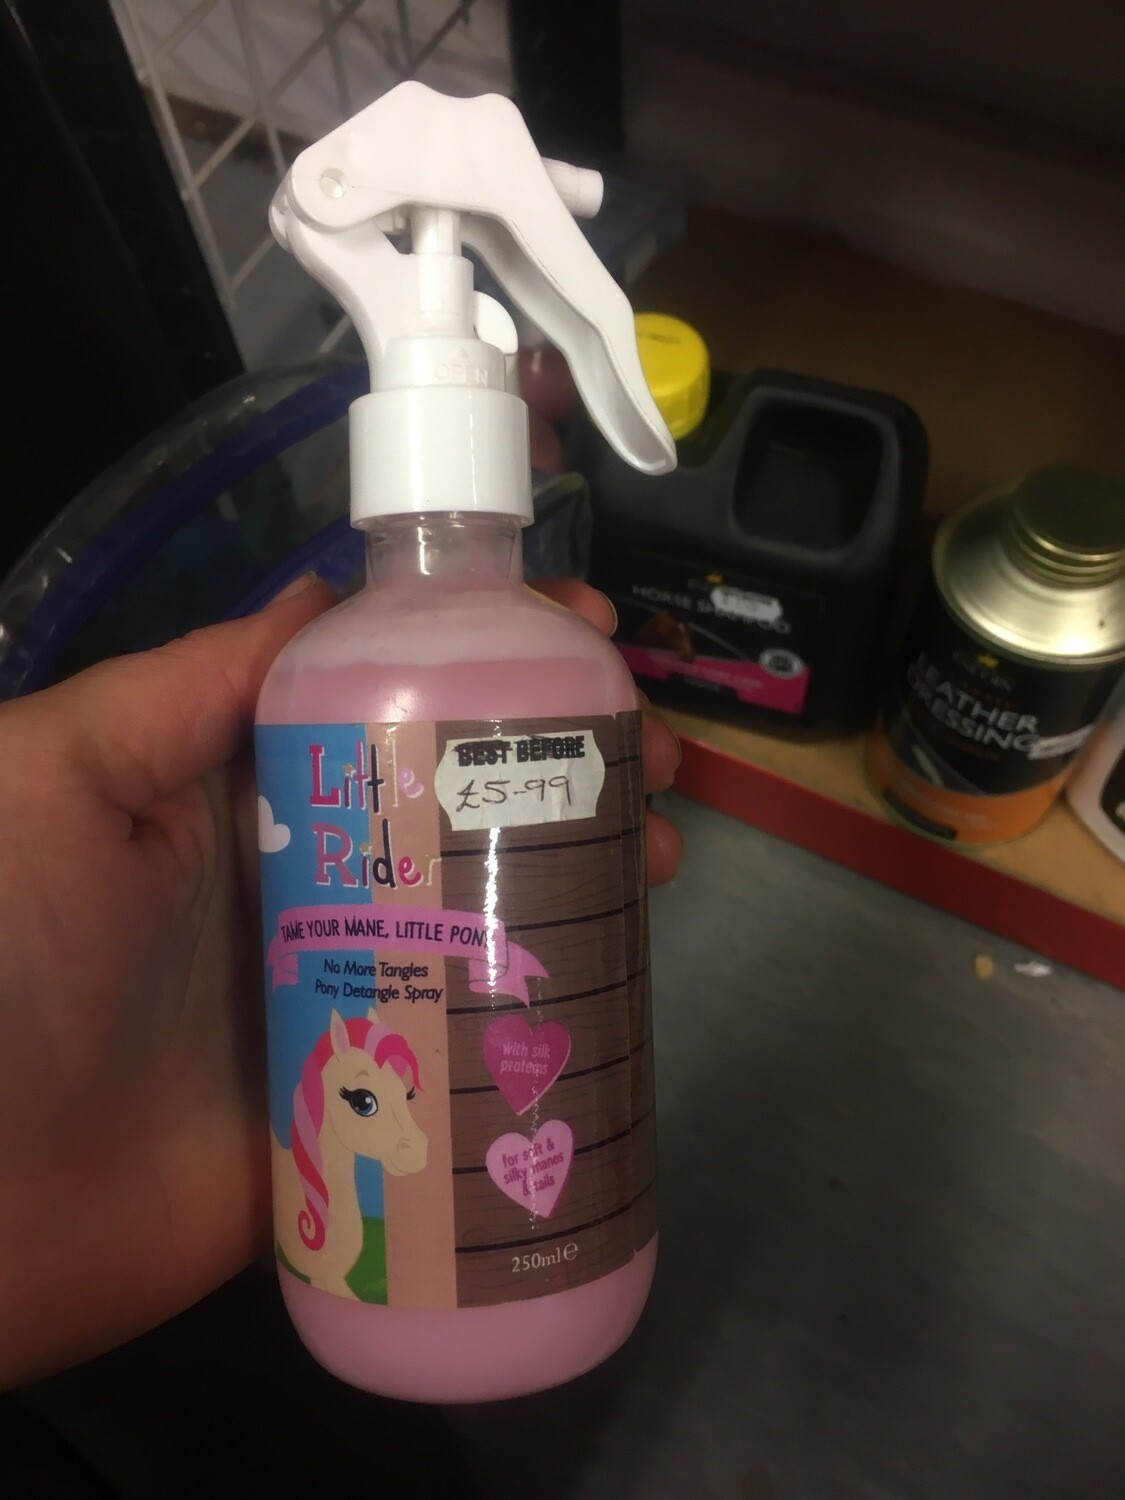 OPEN
Little
Rider
BEST BEFORE
£5-99
TAME YOUR MANE, LITTLE PONY
No More Tangles
Pony Detangle Spray
with silk
proteins
for soft &
silky manes
& tails
250ml℮
HORSE SHAMPOO
LEATHER
DRESSING